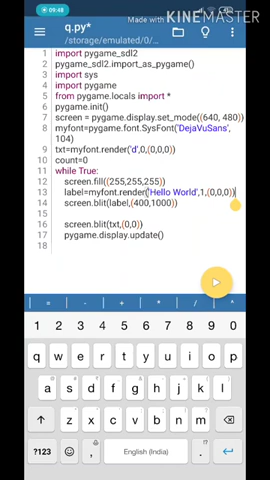 09:48
Made with
KINEMASTER
q.py*
/storage/emulated/0/
1 import pygame_sdl2
2 pygame_sdl2.import_as_pygame()
3 import sys
4 import pygame
5 from pygame.locals import *
6 pygame.init()
7 screen = pygame.display.set_mode((640, 480))
8 myfont=pygame.font.SysFont("DejaVuSans",
104)
9 txt=myfont.render('d',0,(0,0,0))
10 count=0
11 while True:
12 screen.fill((255,255,255))
13 label=myfont.render('Hello World',1,(0,0,0))
14 screen.blit(label,(400,1000))
15
16 screen.blit(txt,(0,0))
17 pygame.display.update()
18
= - + * / ^
1 2 3 4 5 6 7 8 9 0
q w e r t y u i o p
a s d f g h j k l
z x c v b n m
?123 , English (India) .